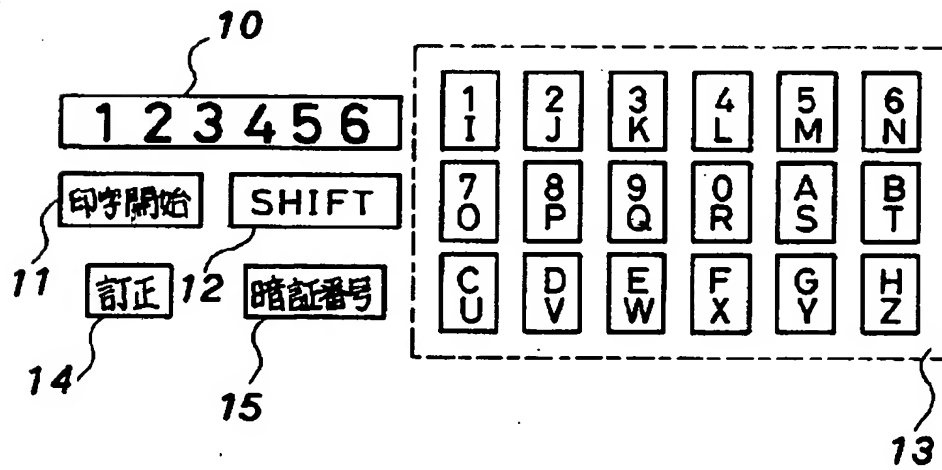 10
123456
印字開始 SHIFT
11 12
訂正 暗証番号
14 15
1 2 3 4 5 6
I J K L M N
7 8 9 0 A B
O P Q R S T
C D E F G H
U V W X Y Z
13